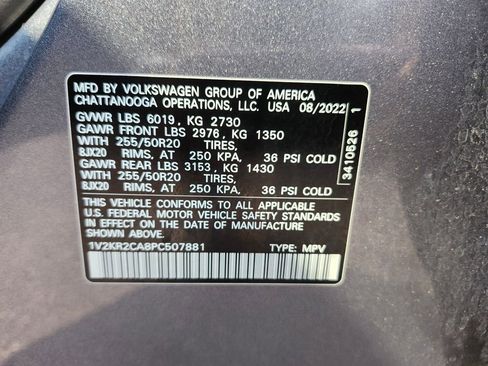 MFD BY VOLKSWAGEN GROUP OF AMERICA
CHATTANOOGA OPERATIONS, LLC. USA 08/2022
GVWR LBS 6019, KG 2730
GAWR FRONT LBS 2976, KG 1350
WITH 255/50R20 TIRES,
8JX20 RIMS, AT 250 KPA, 36 PSI COLD
GAWR REAR LBS 3153, KG 1430
WITH 255/50R20 TIRES,
8JX20 RIMS, AT 250 KPA, 36 PSI COLD
THIS VEHICLE CONFORMS TO ALL APPLICABLE
U.S. FEDERAL MOTOR VEHICLE SAFETY STANDARDS
IN EFFECT ON THE DATE OF MANUFACTURE
SHOWN ABOVE
1V2KR2CA8PC507881 TYPE: MPV
3410826 1